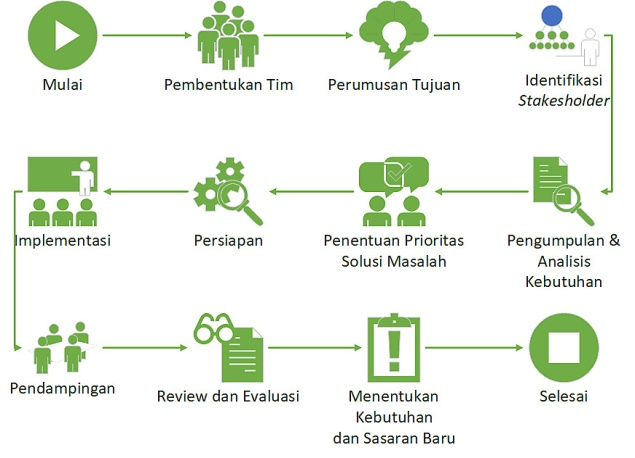 Mulai
Pembentukan Tim
Perumusan Tujuan
Identifikasi
Stakesholder
Implementasi
Persiapan
Penentuan Prioritas
Solusi Masalah
Pengumpulan &
Analisis
Kebutuhan
Pendampingan
Review dan Evaluasi
Menentukan
Kebutuhan
dan Sasaran Baru
Selesai